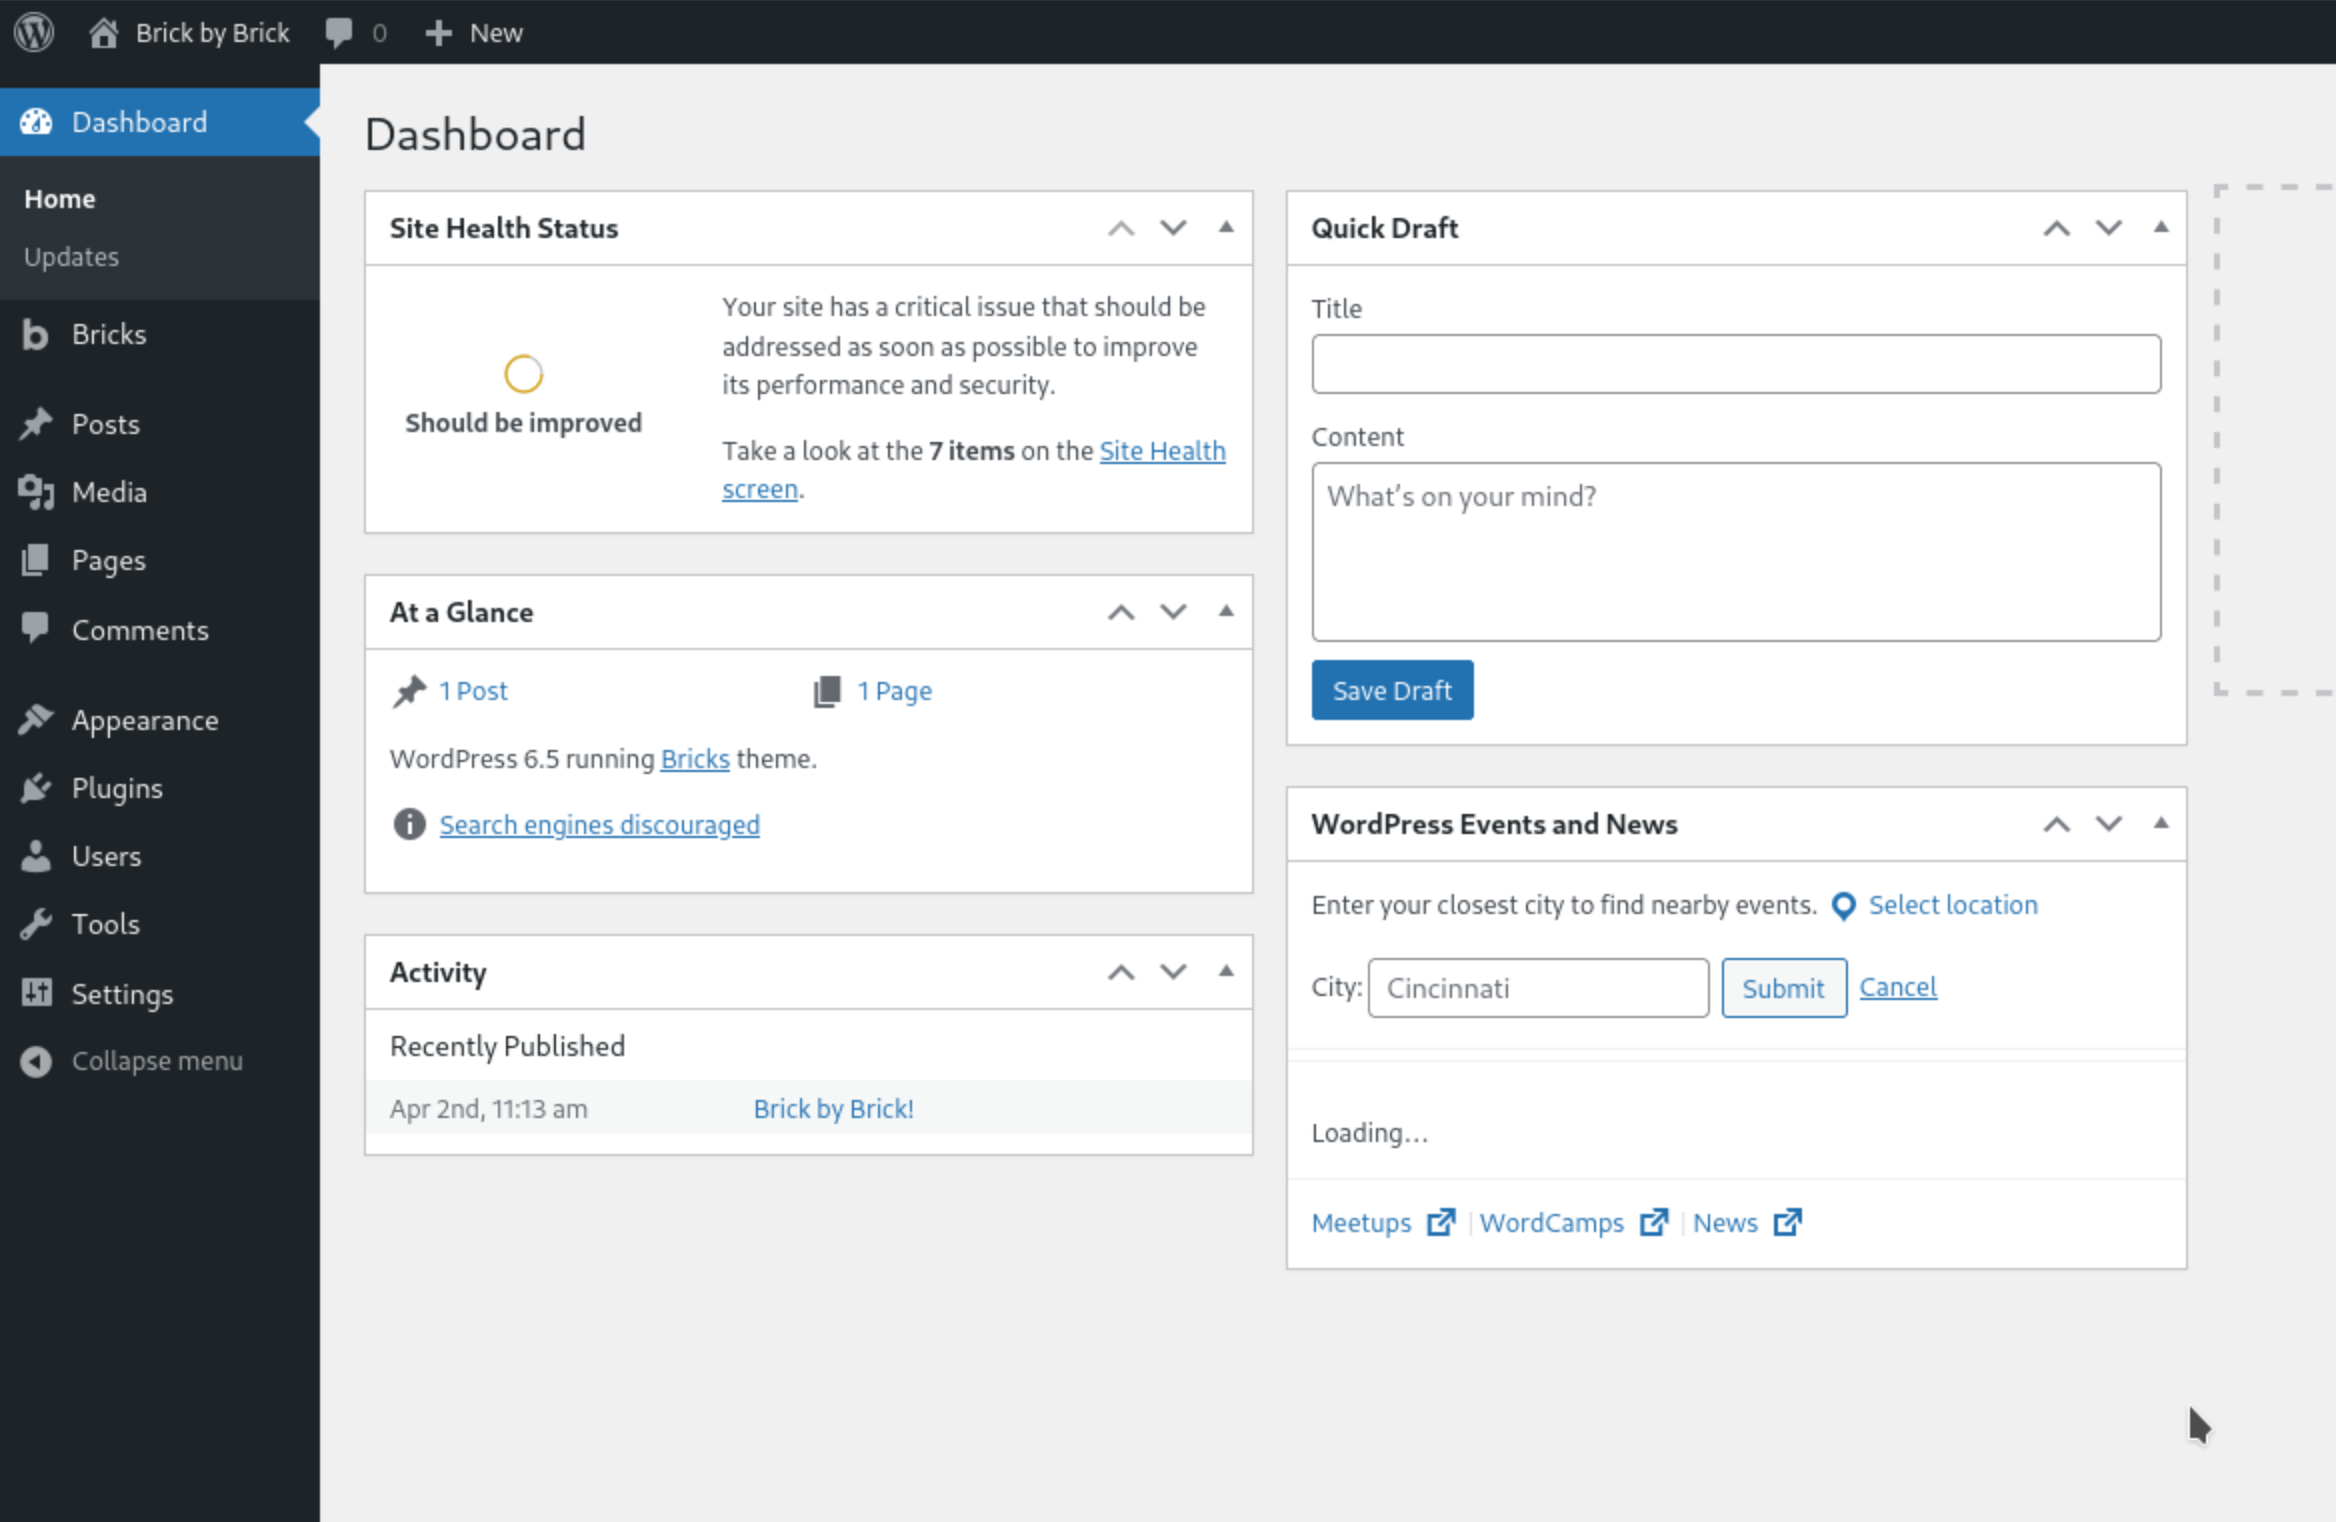 Brick by Brick 0 New
Dashboard
Home
Updates
Bricks
Posts
Media
Pages
Comments
Appearance
Plugins
Users
Tools
Settings
Collapse menu
Dashboard
Site Health Status
Should be improved
Your site has a critical issue that should be
addressed as soon as possible to improve
its performance and security.
Take a look at the 7 items on the Site Health
screen.
At a Glance
1 Post
1 Page
WordPress 6.5 running Bricks theme.
Search engines discouraged
Activity
Recently Published
Apr 2nd, 11:13 am Brick by Brick!
Quick Draft
Title
Content
What's on your mind?
Save Draft
WordPress Events and News
Enter your closest city to find nearby events. Select location
City: Cincinnati Submit Cancel
Loading…
Meetups | WordCamps | News